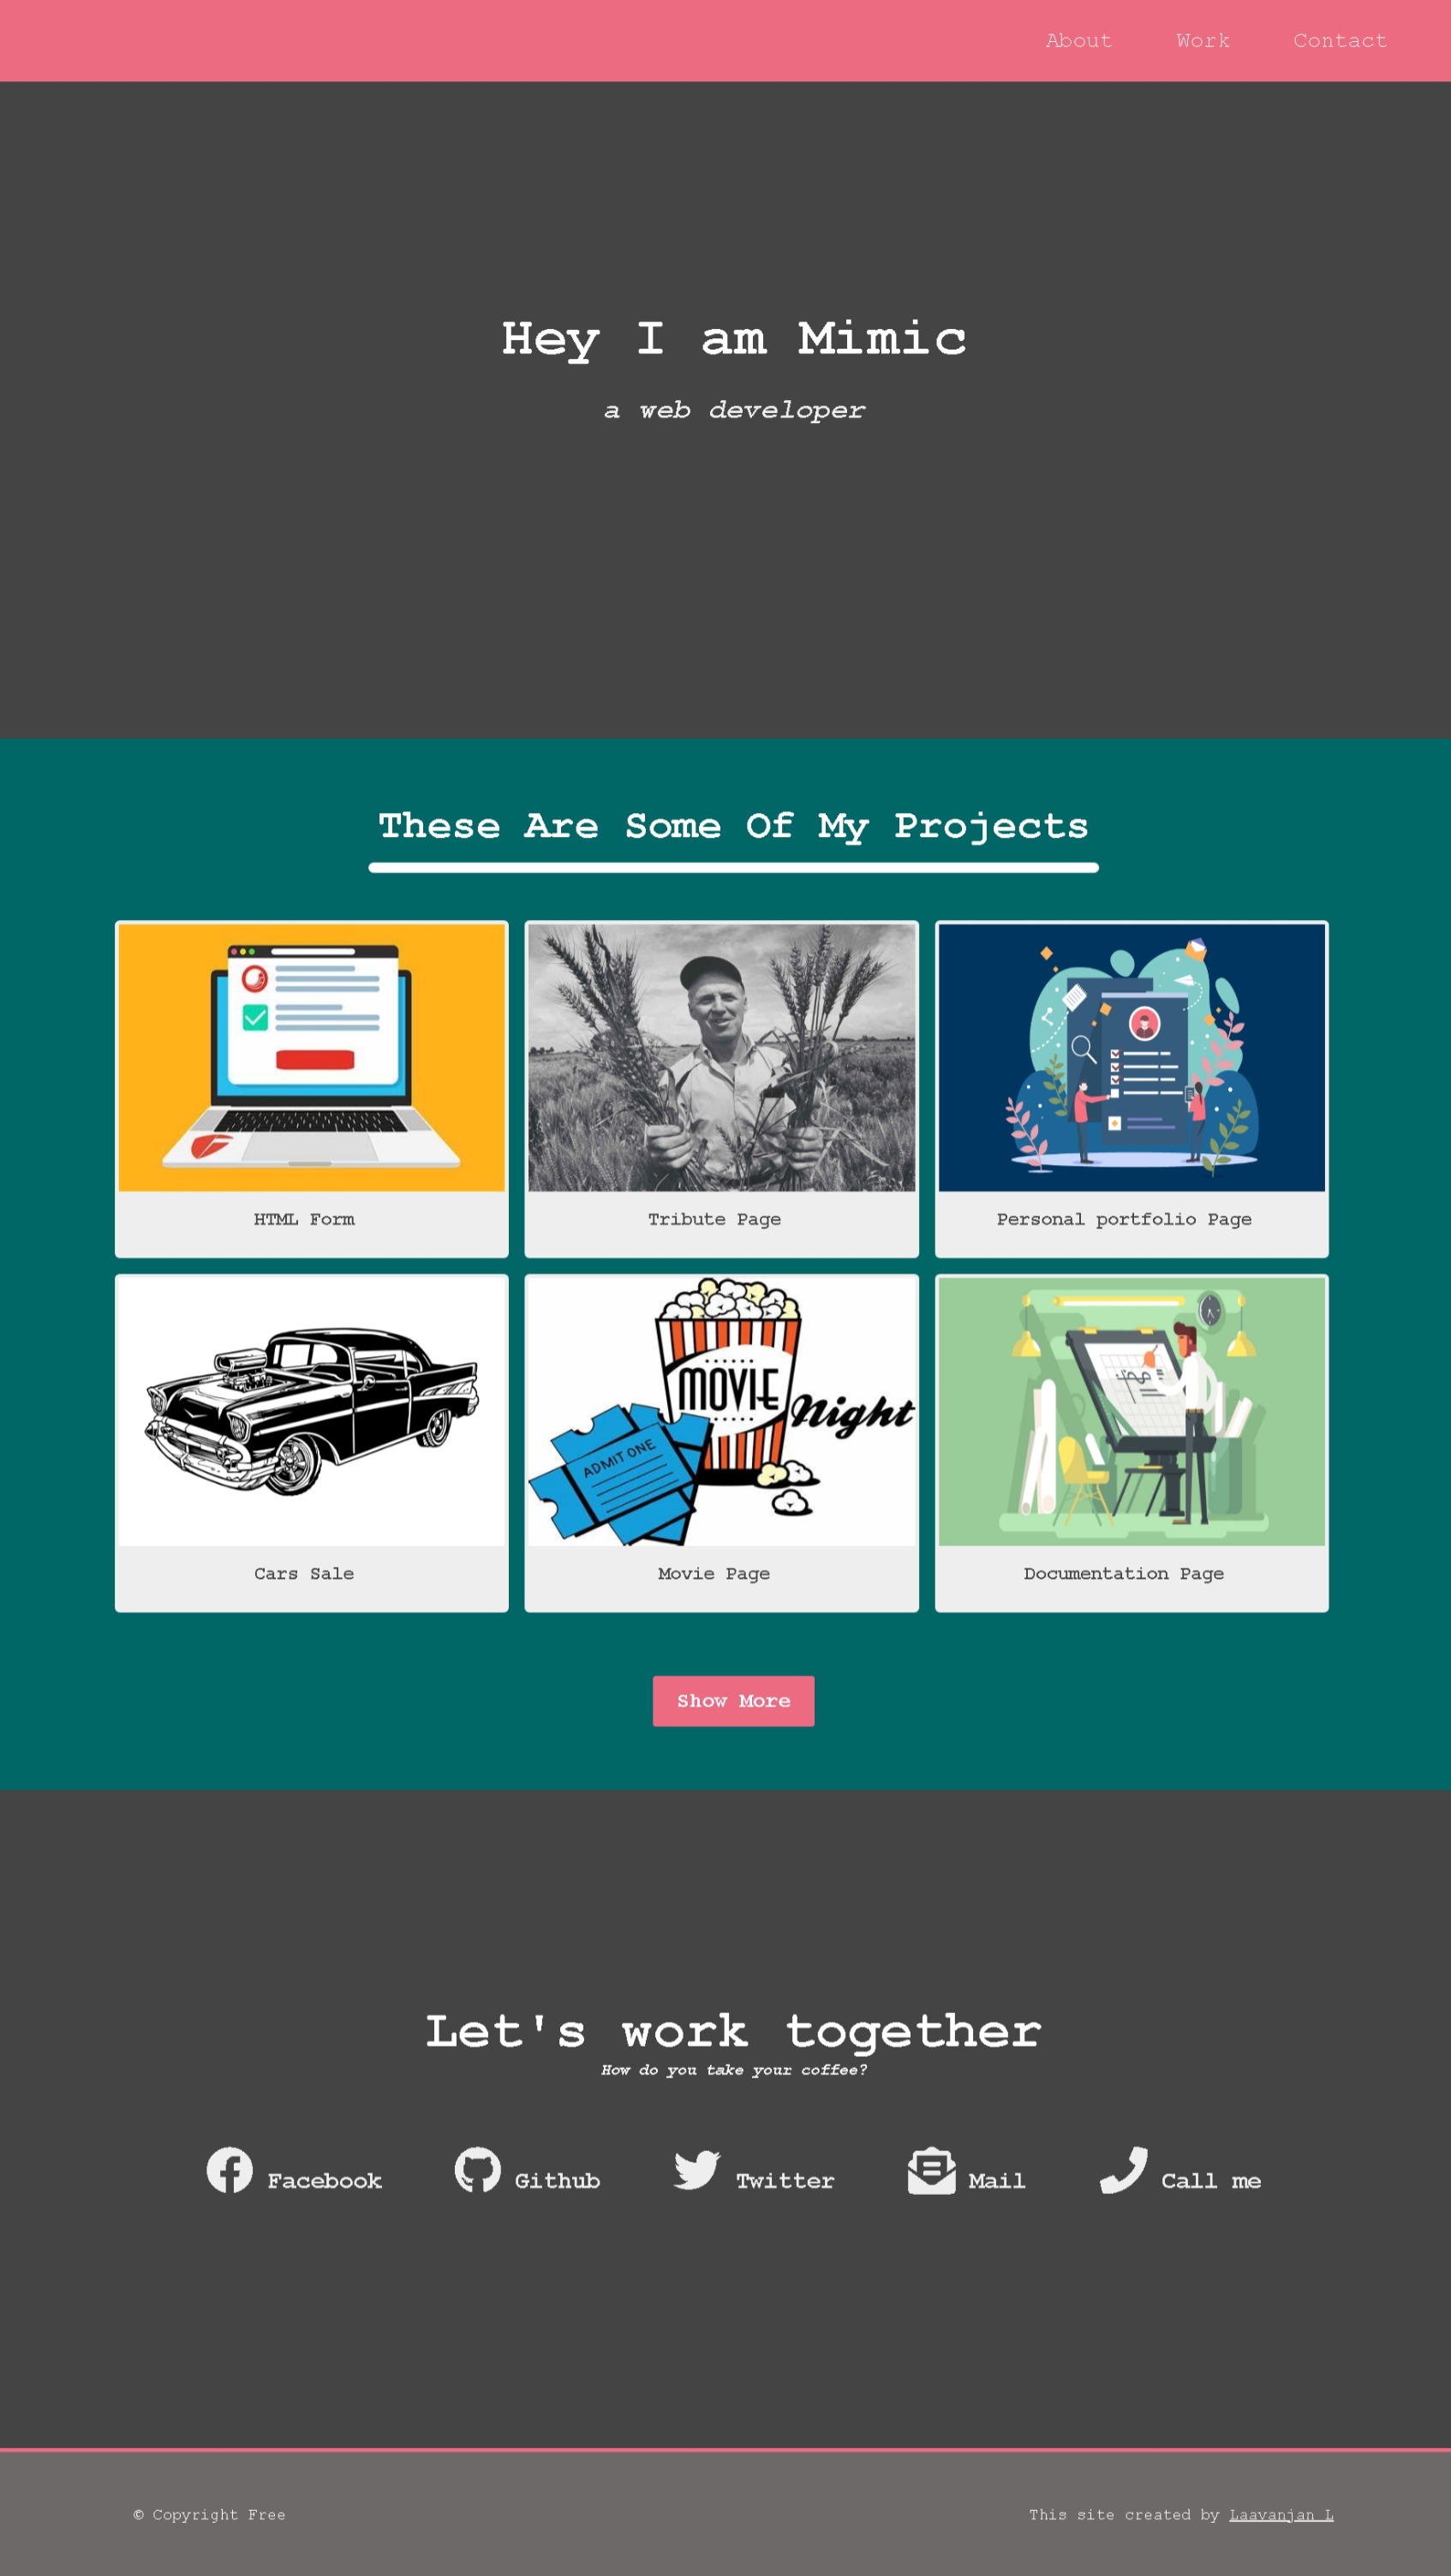 About Work Contact
Hey I am Mimic
a web developer
These Are Some Of My Projects
HTML Form
Tribute Page
Personal portfolio Page
MOVIE
Night
ADMIT ONE
Cars Sale
Movie Page
Documentation Page
Show More
Let's work together
How do you take your coffee?
Facebook Github Twitter Mail Call me
© Copyright Free
This site created by Laavanjan L